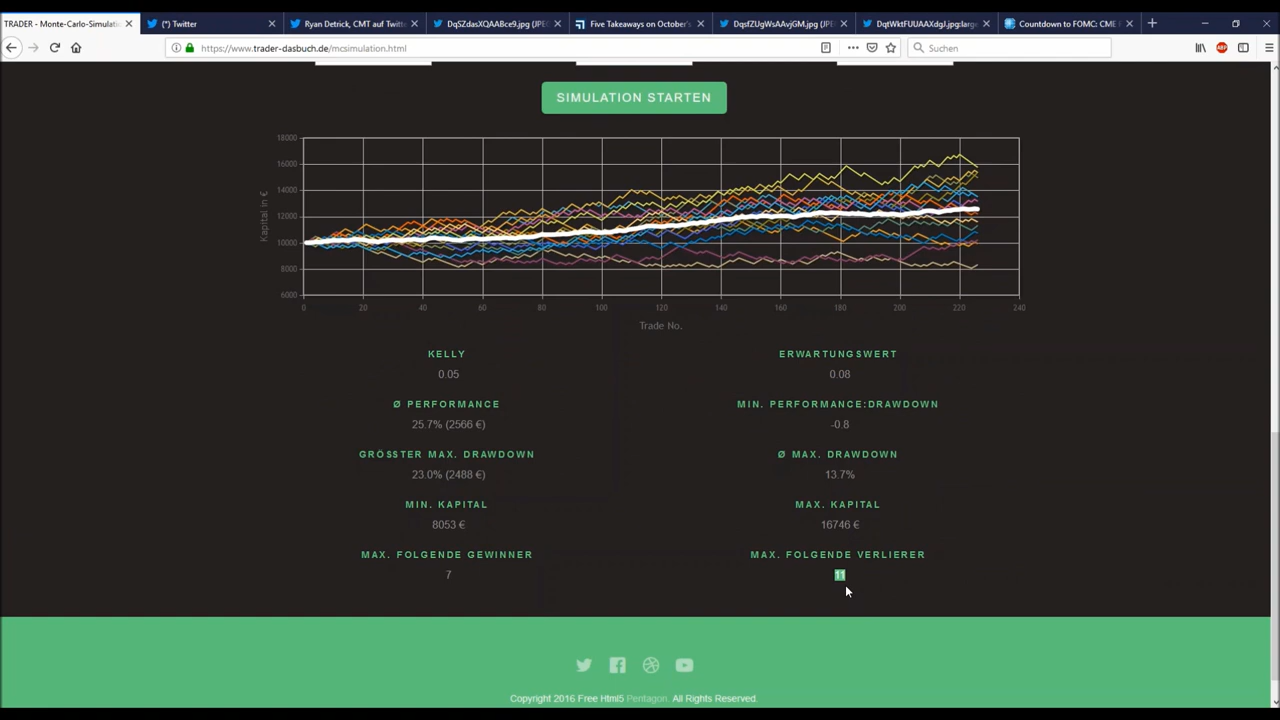 TRADER - Monte-Carlo-Simulati
(*) Twitter
Ryan Detrick, CMT auf Twitte
DqSZdasXQAABce9.jpg (JPE
Five Takeaways on October's
DqsfZUgWsAAvjGM.jpg (JPE
DqtWktFUUAAXdgJ.jpg:large
Countdown to FOMC: CME F
https://www.trader-dasbuch.de/mcsimulation.html
Suchen
ABP
SIMULATION STARTEN
18000
16000
14000
12000
10000
8000
6000
Kapital in €
0 20 40 60 80 100 120 140 160 180 200 220 240
Trade No.
KELLY
0.05
ERWARTUNGSWERT
0.08
Ø PERFORMANCE
25.7% (2566 €)
MIN. PERFORMANCE:DRAWDOWN
-0.8
GRÖSSTER MAX. DRAWDOWN
23.0% (2488 €)
Ø MAX. DRAWDOWN
13.7%
MIN. KAPITAL
8053 €
MAX. KAPITAL
16746 €
MAX. FOLGENDE GEWINNER
7
MAX. FOLGENDE VERLIERER
11
Copyright 2016 Free Html5 Pentagon. All Rights Reserved.